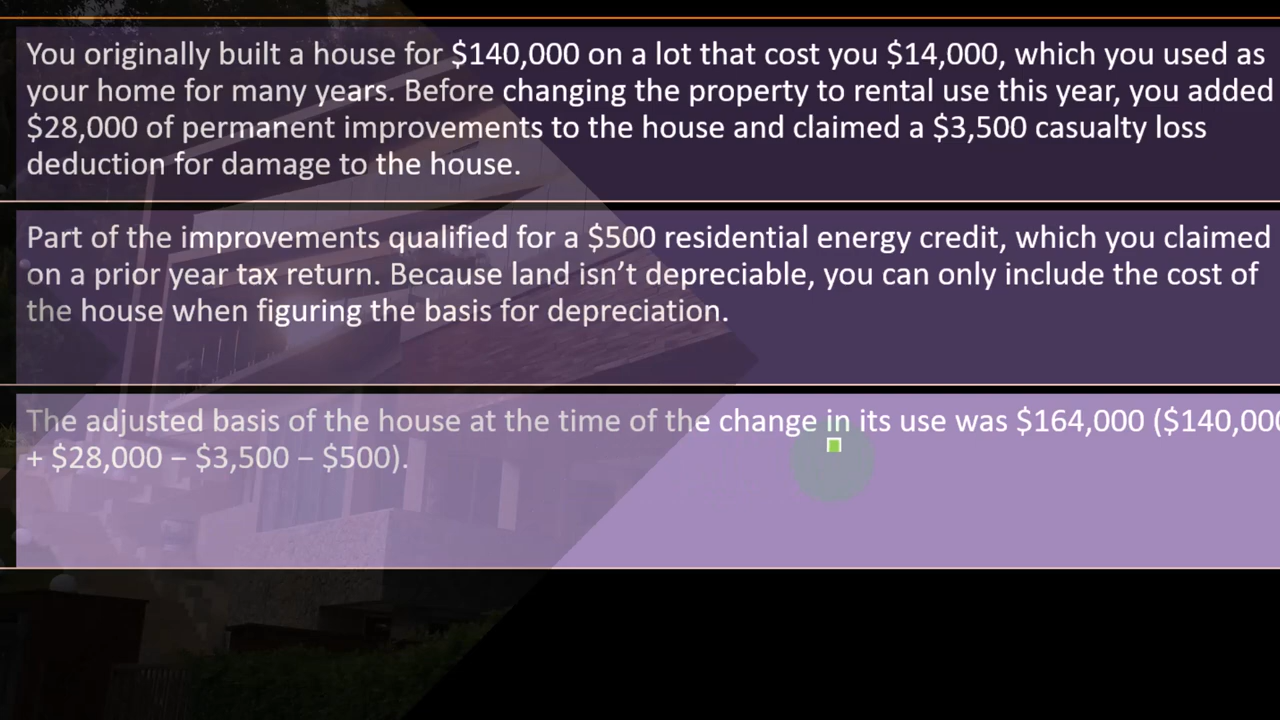 You originally built a house for $140,000 on a lot that cost you $14,000, which you used as
your home for many years. Before changing the property to rental use this year, you added
$28,000 of permanent improvements to the house and claimed a $3,500 casualty loss
deduction for damage to the house.
Part of the improvements qualified for a $500 residential energy credit, which you claimed
on a prior year tax return. Because land isn’t depreciable, you can only include the cost of
the house when figuring the basis for depreciation.
The adjusted basis of the house at the time of the change in its use was $164,000 ($140,000
+ $28,000 − $3,500 − $500).